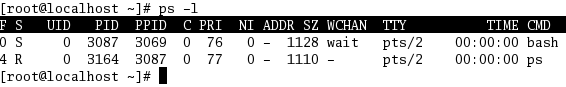 [root@localhost ~]# ps -l
F S   UID   PID  PPID  C PRI  NI ADDR SZ WCHAN  TTY          TIME CMD
0 S     0  3087  3069  0  76   0 -  1128 wait   pts/2    00:00:00 bash
4 R     0  3164  3087  0  77   0 -  1110 -      pts/2    00:00:00 ps
[root@localhost ~]#